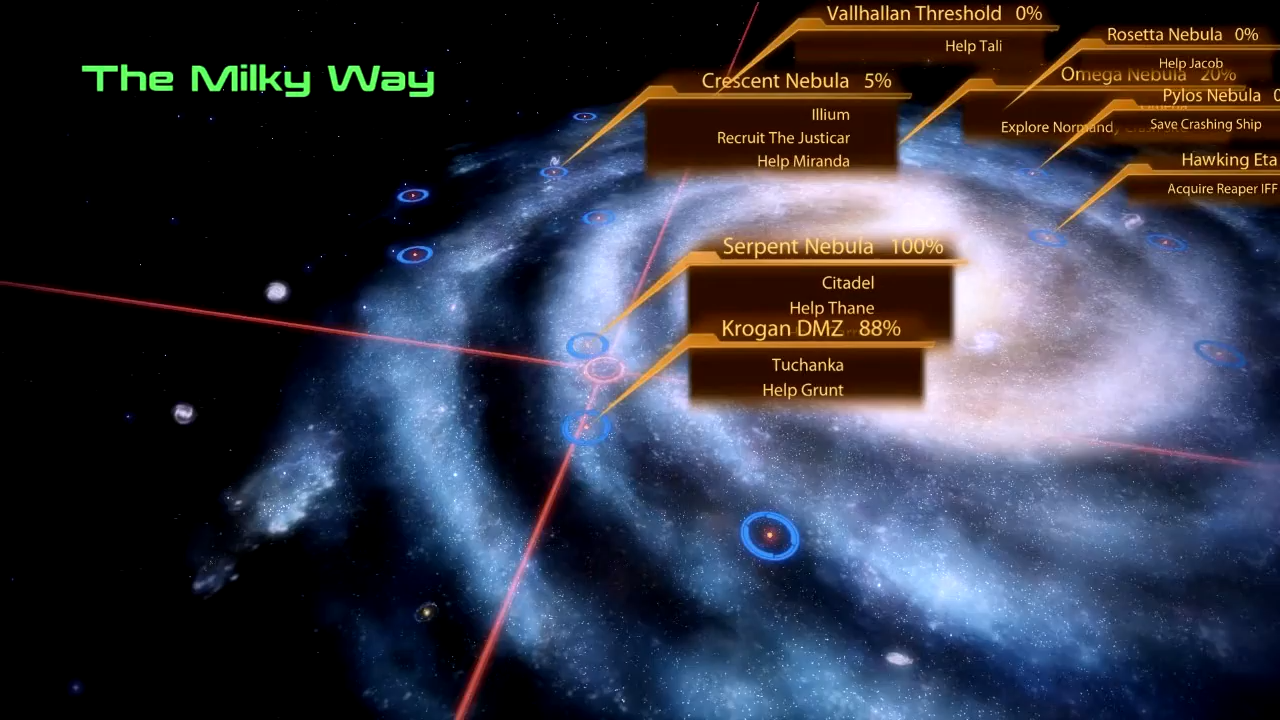 The Milky Way
Vallhallan Threshold 0%
Help Tali
Rosetta Nebula 0%
Help Jacob
Omega Nebula 20%
Explore Normandy
Pylos Nebula
Save Crashing Ship
Hawking Eta
Acquire Reaper IFF
Crescent Nebula 5%
Illium
Recruit The Justicar
Help Miranda
Serpent Nebula 100%
Citadel
Help Thane
Krogan DMZ 88%
Tuchanka
Help Grunt